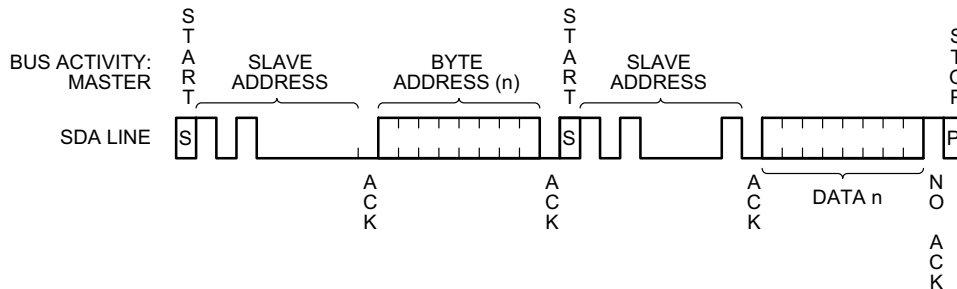 START
START
STOP
BUS ACTIVITY:
MASTER
SLAVE
ADDRESS
BYTE
ADDRESS (n)
SLAVE
ADDRESS
SDA LINE
S
S
P
ACK
ACK
ACK
DATA n
NO ACK